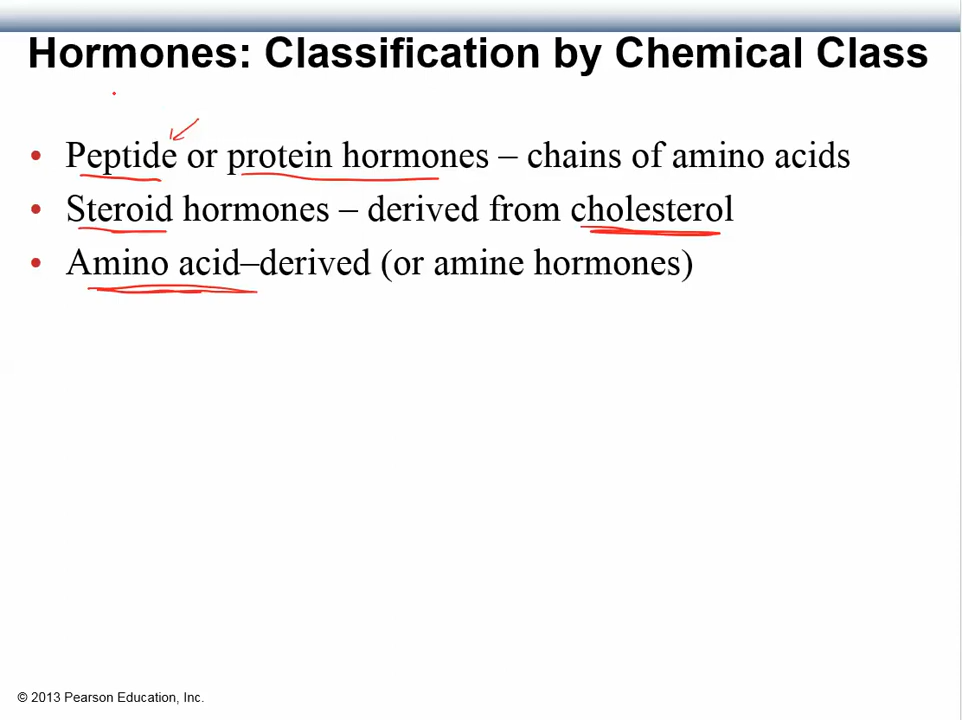 Hormones: Classification by Chemical Class
• Peptide or protein hormones – chains of amino acids
• Steroid hormones – derived from cholesterol
• Amino acid–derived (or amine hormones)
© 2013 Pearson Education, Inc.